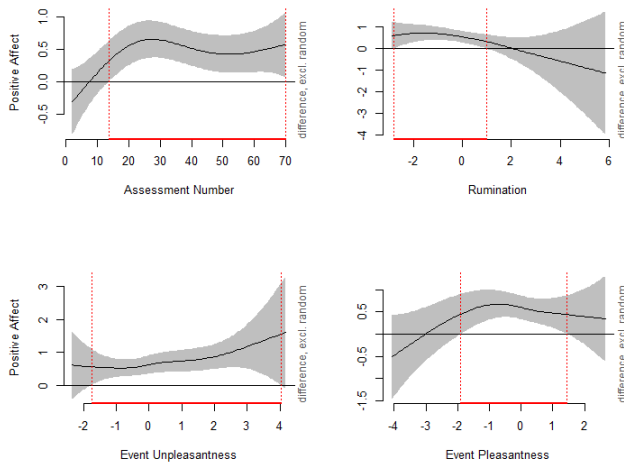 Positive Affect
-0.5 0.0 0.5 1.0
0 10 20 30 40 50 60 70
Assessment Number
difference, excl. random
-4 -3 -2 -1 0 1
-2 0 2 4 6
Rumination
difference, excl. random
Positive Affect
0 1 2 3
-2 -1 0 1 2 3 4
Event Unpleasantness
difference, excl. random
-1.5 -0.5 0.5
-4 -3 -2 -1 0 1 2
Event Pleasantness
difference, excl. random